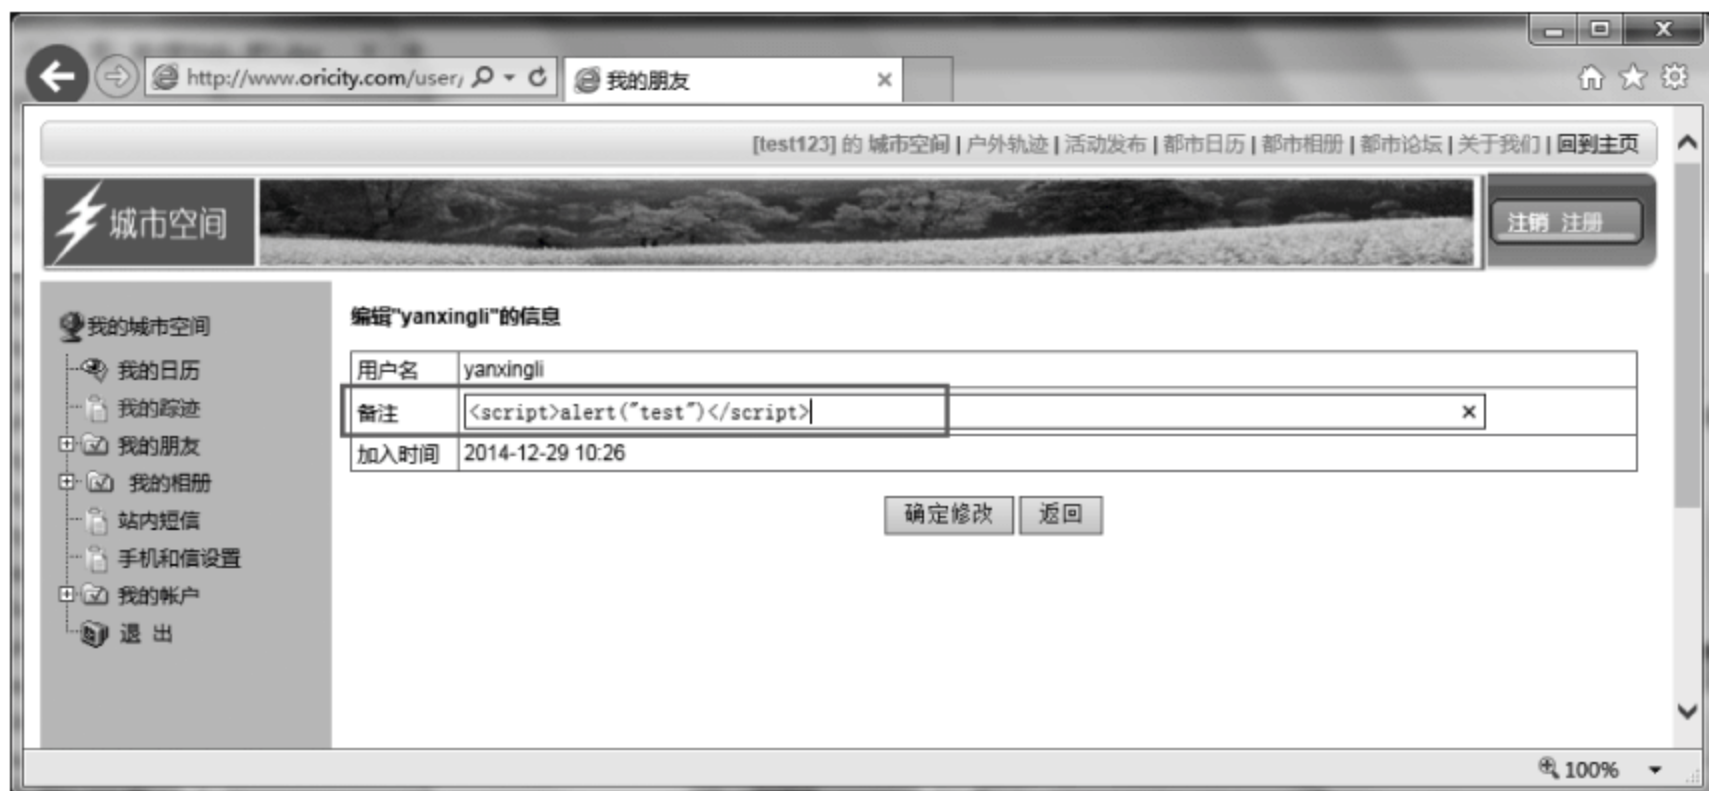 http://www.oricity.com/user/
我的朋友
[test123] 的 城市空间 | 户外轨迹 | 活动发布 | 都市日历 | 都市相册 | 都市论坛 | 关于我们 | 回到主页
城市空间
注销 注册
我的城市空间
我的日历
我的踪迹
我的朋友
我的相册
站内短信
手机和信设置
我的帐户
退 出
编辑"yanxingli"的信息
用户名 yanxingli
备注 <script>alert("test")</script>
加入时间 2014-12-29 10:26
确定修改 返回
100%